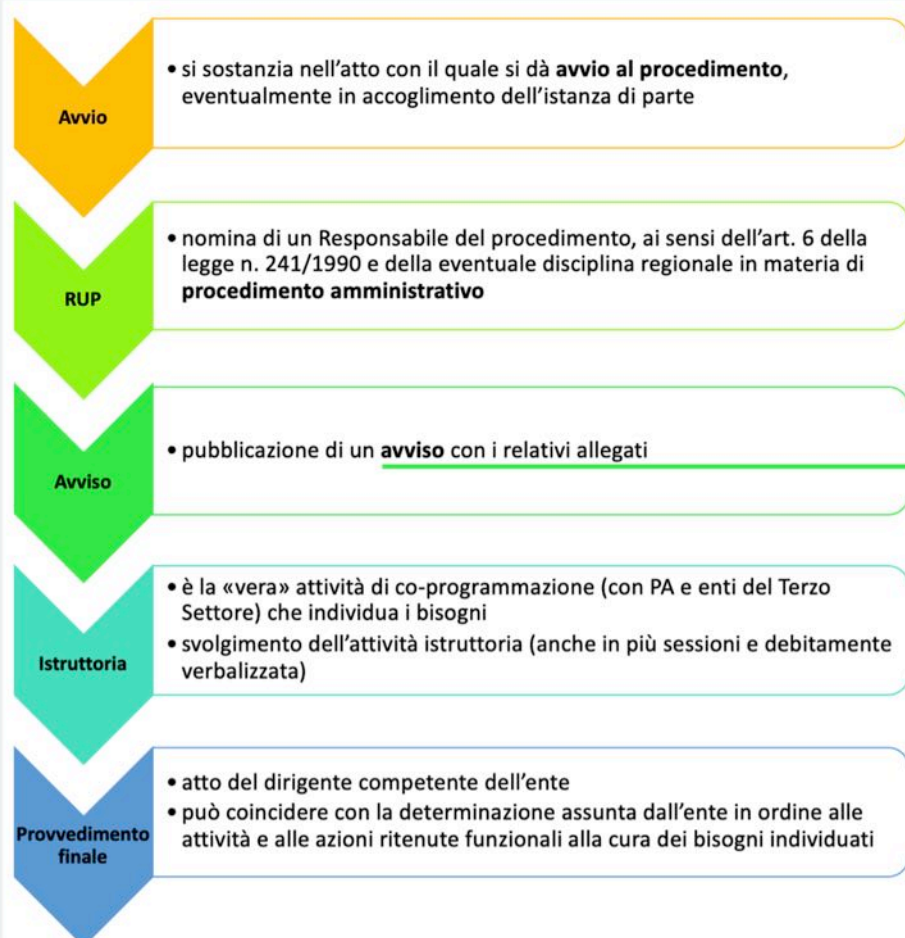 Avvio
• si sostanzia nell'atto con il quale si dà avvio al procedimento,
eventualmente in accoglimento dell'istanza di parte
RUP
• nomina di un Responsabile del procedimento, ai sensi dell'art. 6 della
legge n. 241/1990 e della eventuale disciplina regionale in materia di
procedimento amministrativo
Avviso
• pubblicazione di un avviso con i relativi allegati
Istruttoria
• è la «vera» attività di co-programmazione (con PA e enti del Terzo
Settore) che individua i bisogni
• svolgimento dell'attività istruttoria (anche in più sessioni e debitamente
verbalizzata)
Provvedimento
finale
• atto del dirigente competente dell'ente
• può coincidere con la determinazione assunta dall'ente in ordine alle
attività e alle azioni ritenute funzionali alla cura dei bisogni individuati